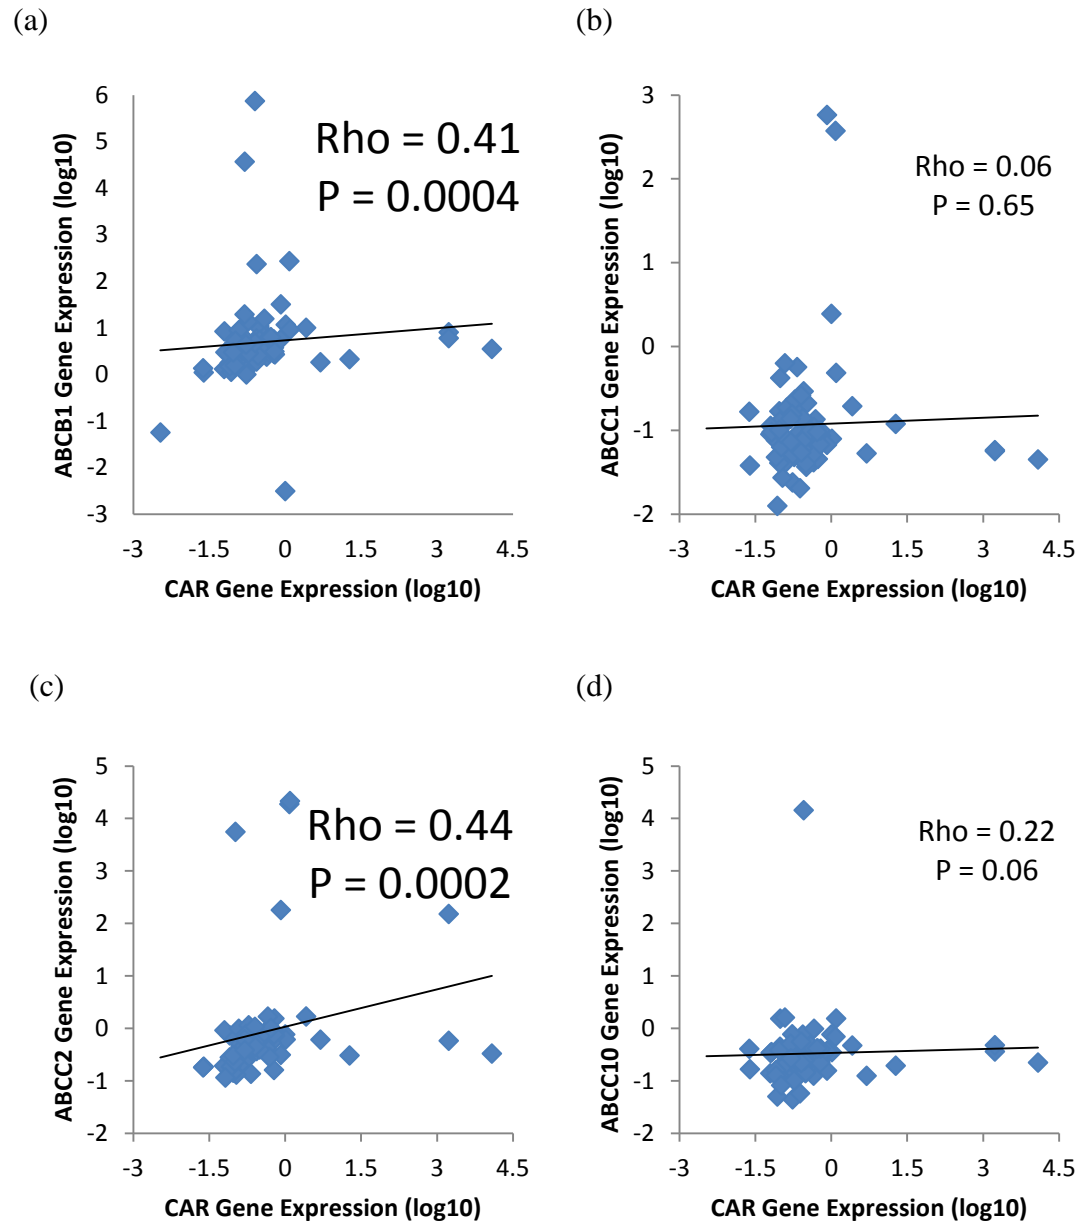 (a)
6
5
4
3
2
1
0
-1
-2
-3
-3 -1.5 0 1.5 3 4.5
ABCB1 Gene Expression (log10)
CAR Gene Expression (log10)
Rho = 0.41
P = 0.0004
(b)
3
2
1
0
-1
-2
-3 -1.5 0 1.5 3 4.5
ABCC1 Gene Expression (log10)
CAR Gene Expression (log10)
Rho = 0.06
P = 0.65
(c)
5
4
3
2
1
0
-1
-2
-3 -1.5 0 1.5 3 4.5
ABCC2 Gene Expression (log10)
CAR Gene Expression (log10)
Rho = 0.44
P = 0.0002
(d)
5
4
3
2
1
0
-1
-2
-3 -1.5 0 1.5 3 4.5
ABCC10 Gene Expression (log10)
CAR Gene Expression (log10)
Rho = 0.22
P = 0.06